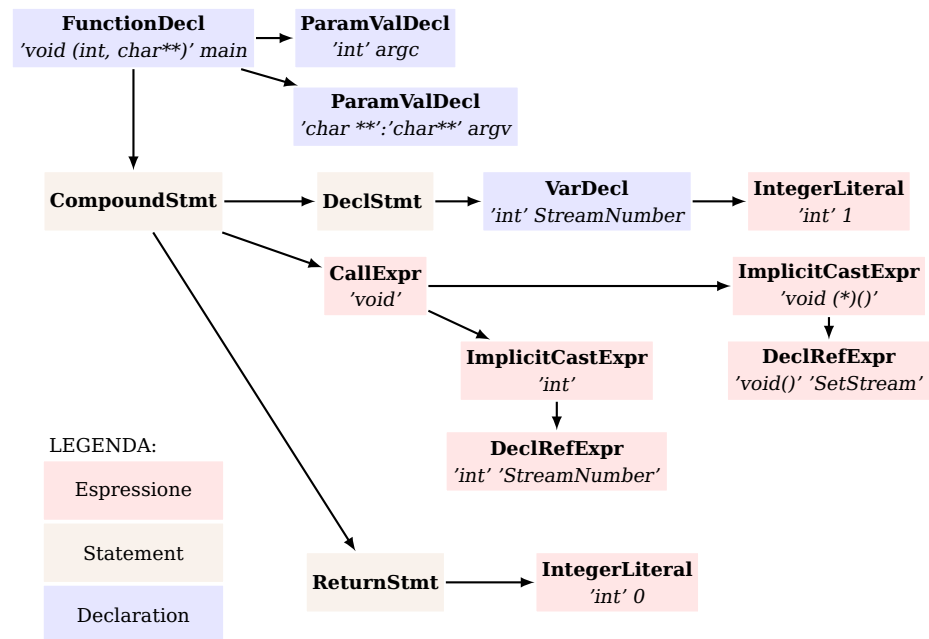 FunctionDecl
’void (int, char**)’ main
ParamValDecl
’int’ argc
ParamValDecl
’char **’:’char**’ argv
CompoundStmt
DeclStmt
VarDecl
’int’ StreamNumber
IntegerLiteral
’int’ 1
CallExpr
’void’
ImplicitCastExpr
’void (*)()’
ImplicitCastExpr
’int’
DeclRefExpr
’void()’ ’SetStream’
DeclRefExpr
’int’ ’StreamNumber’
LEGENDA:
Espressione
Statement
Declaration
ReturnStmt
IntegerLiteral
’int’ 0